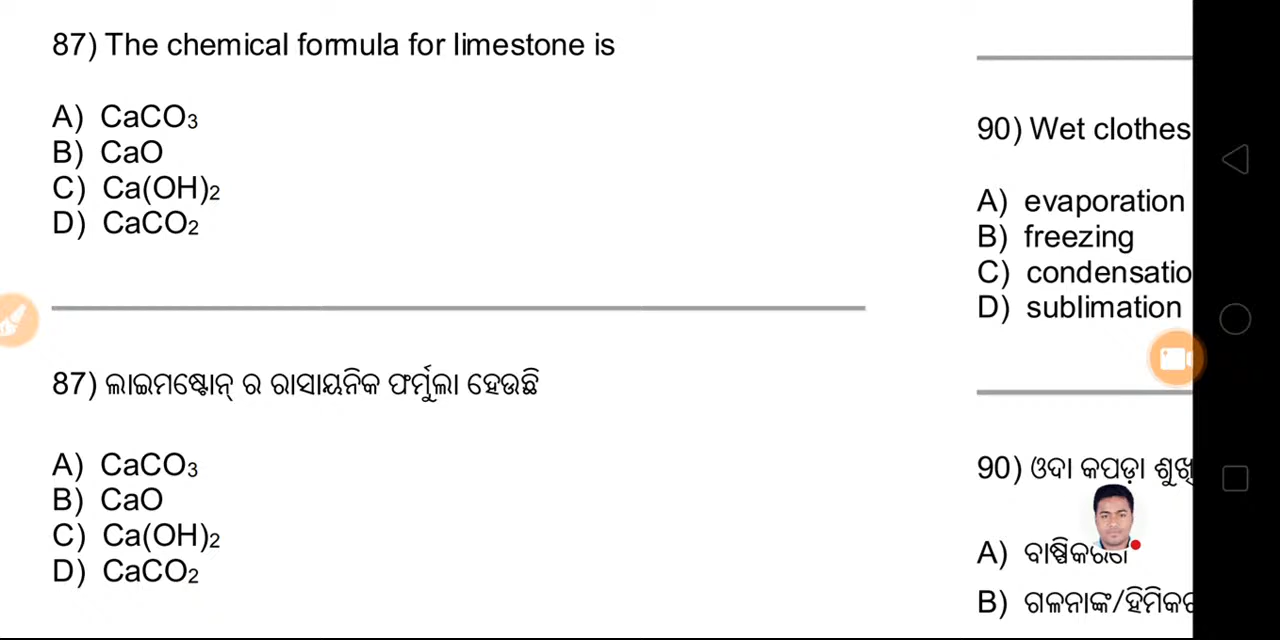 87) The chemical formula for limestone is
A) CaCO₃
B) CaO
C) Ca(OH)₂
D) CaCO₂
87) ଲାଇମଷ୍ଟୋନ୍ ର ରାସାୟନିକ ଫର୍ମୁଲା ହେଉଛି
A) CaCO₃
B) CaO
C) Ca(OH)₂
D) CaCO₂
90) Wet clothes
A) evaporation
B) freezing
C) condensatio
D) sublimation
90) ଓଦା କପଡ଼ା
A)
B) ଗଳନାଙ୍କ/